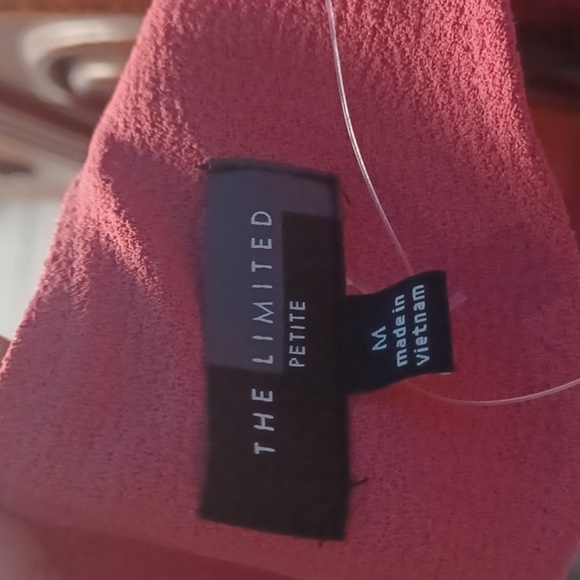 THE LIMITED
PETITE
M
made in
Vietnam